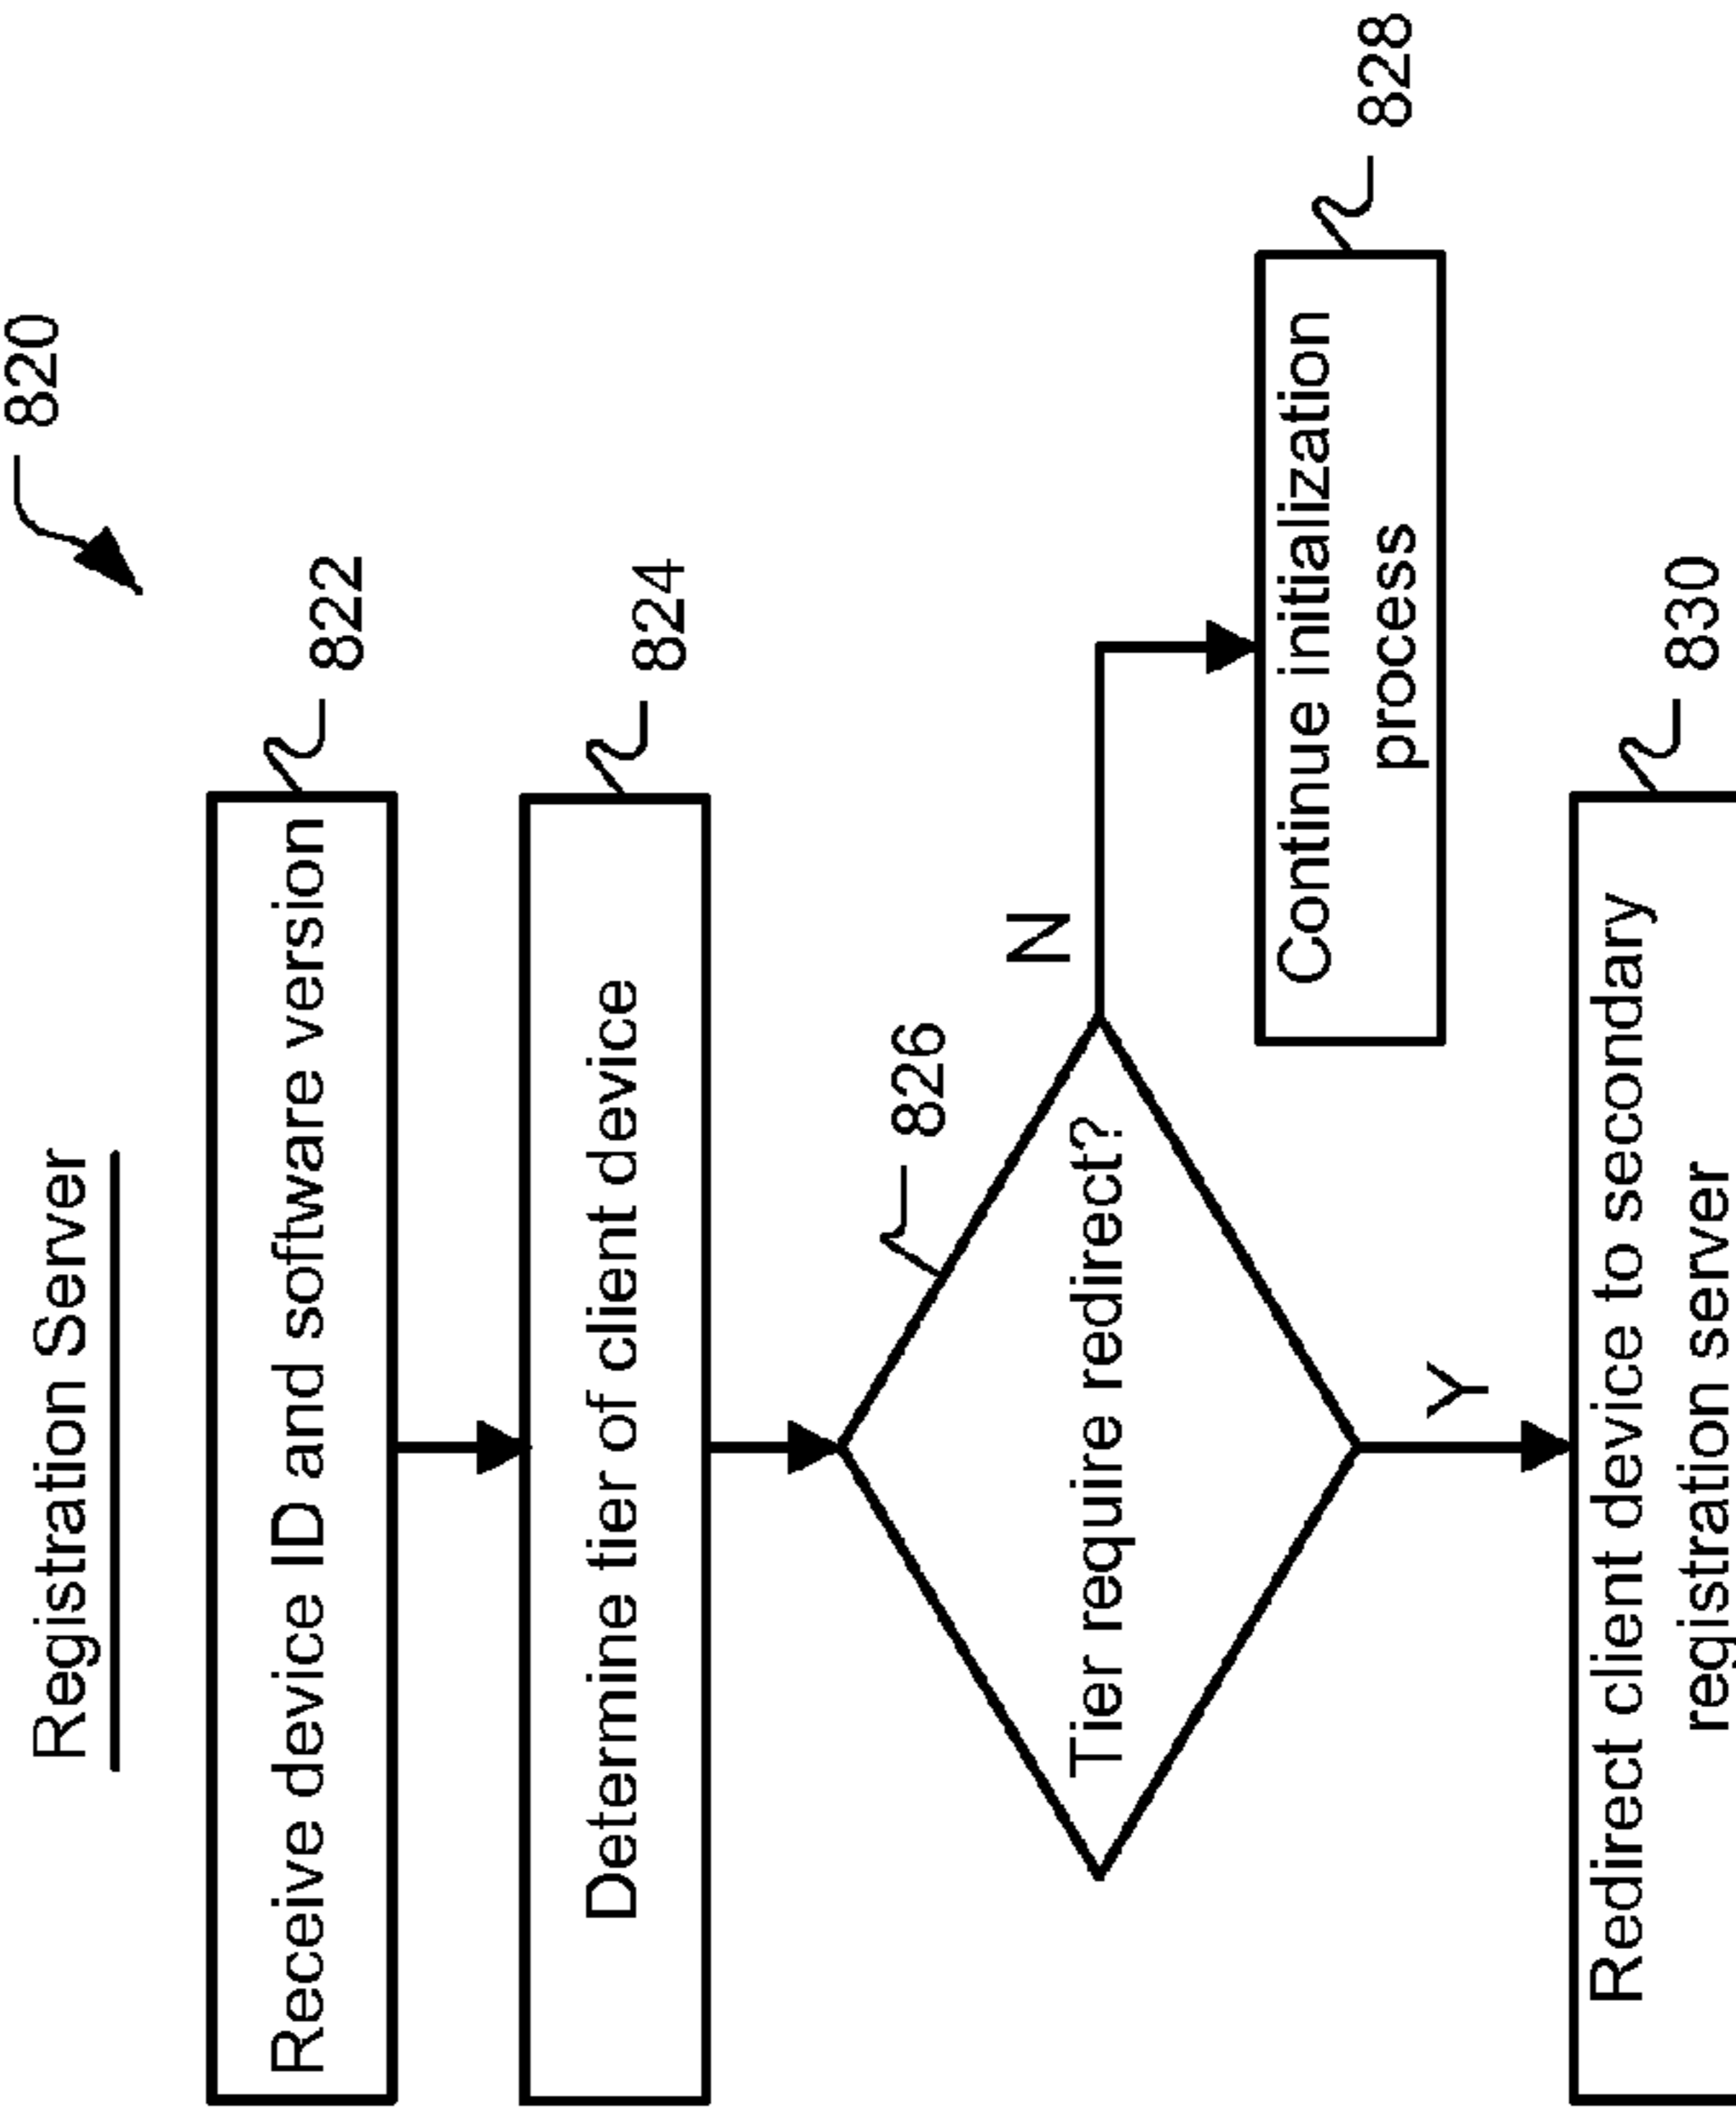 820
Registration Server
Receive device ID and software version
822
Determine tier of client device
824
826
Tier require redirect?
N
Continue initialization
process
828
Y
Redirect client device to secondary
registration server
830